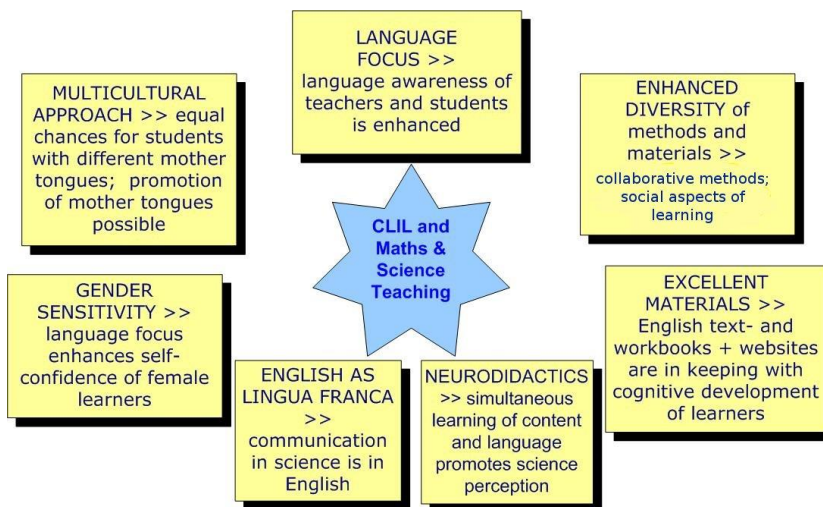 LANGUAGE
FOCUS >>
language awareness of
teachers and students
is enhanced
MULTICULTURAL
APPROACH >> equal
chances for students
with different mother
tongues;  promotion
of mother tongues
possible
ENHANCED
DIVERSITY of
methods and
materials >>
collaborative methods;
social aspects of
learning
CLIL and
Maths &
Science
Teaching
GENDER
SENSITIVITY >>
language focus
enhances self-
confidence of female
learners
EXCELLENT
MATERIALS >>
English text- and
workbooks + websites
are in keeping with
cognitive development
of learners
ENGLISH AS
LINGUA FRANCA
>>
communication
in science is in
English
NEURODIDACTICS
>> simultaneous
learning of content
and language
promotes science
perception